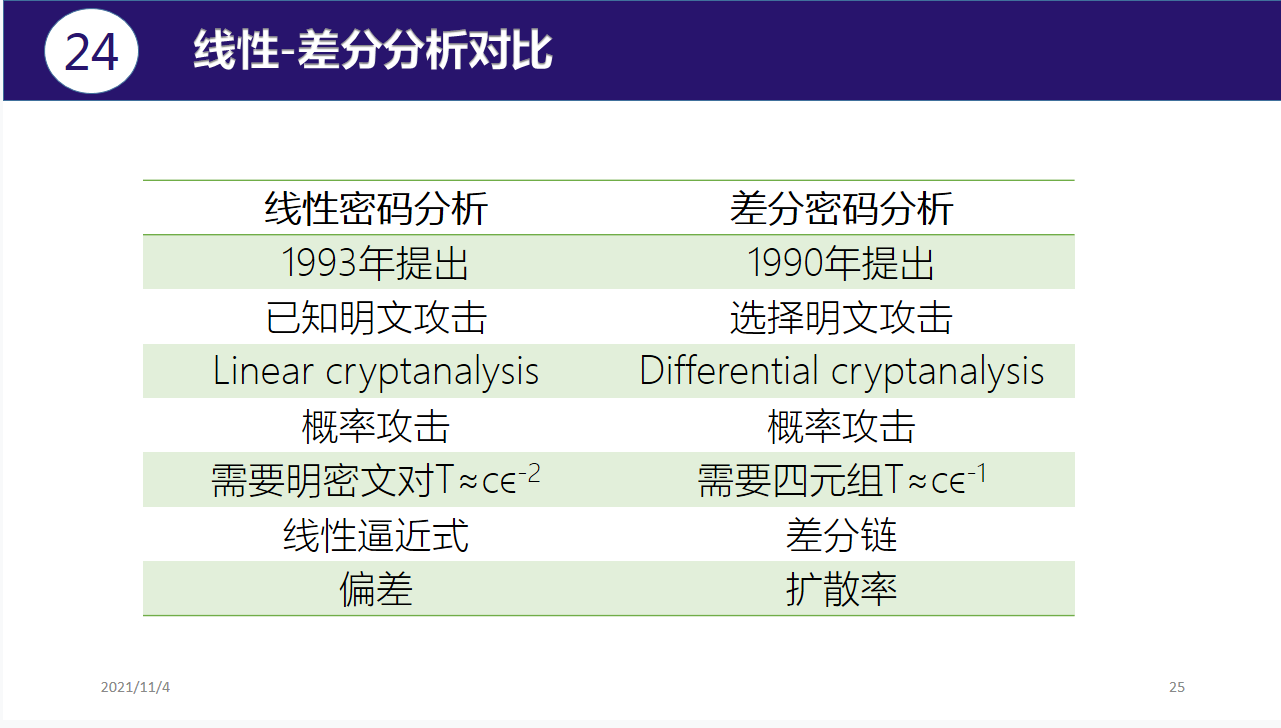 24
线性-差分分析对比
线性密码分析 差分密码分析
1993年提出 1990年提出
已知明文攻击 选择明文攻击
Linear cryptanalysis Differential cryptanalysis
概率攻击 概率攻击
需要明密文对T≈cϵ⁻² 需要四元组T≈cϵ⁻¹
线性逼近式 差分链
偏差 扩散率
2021/11/4 25